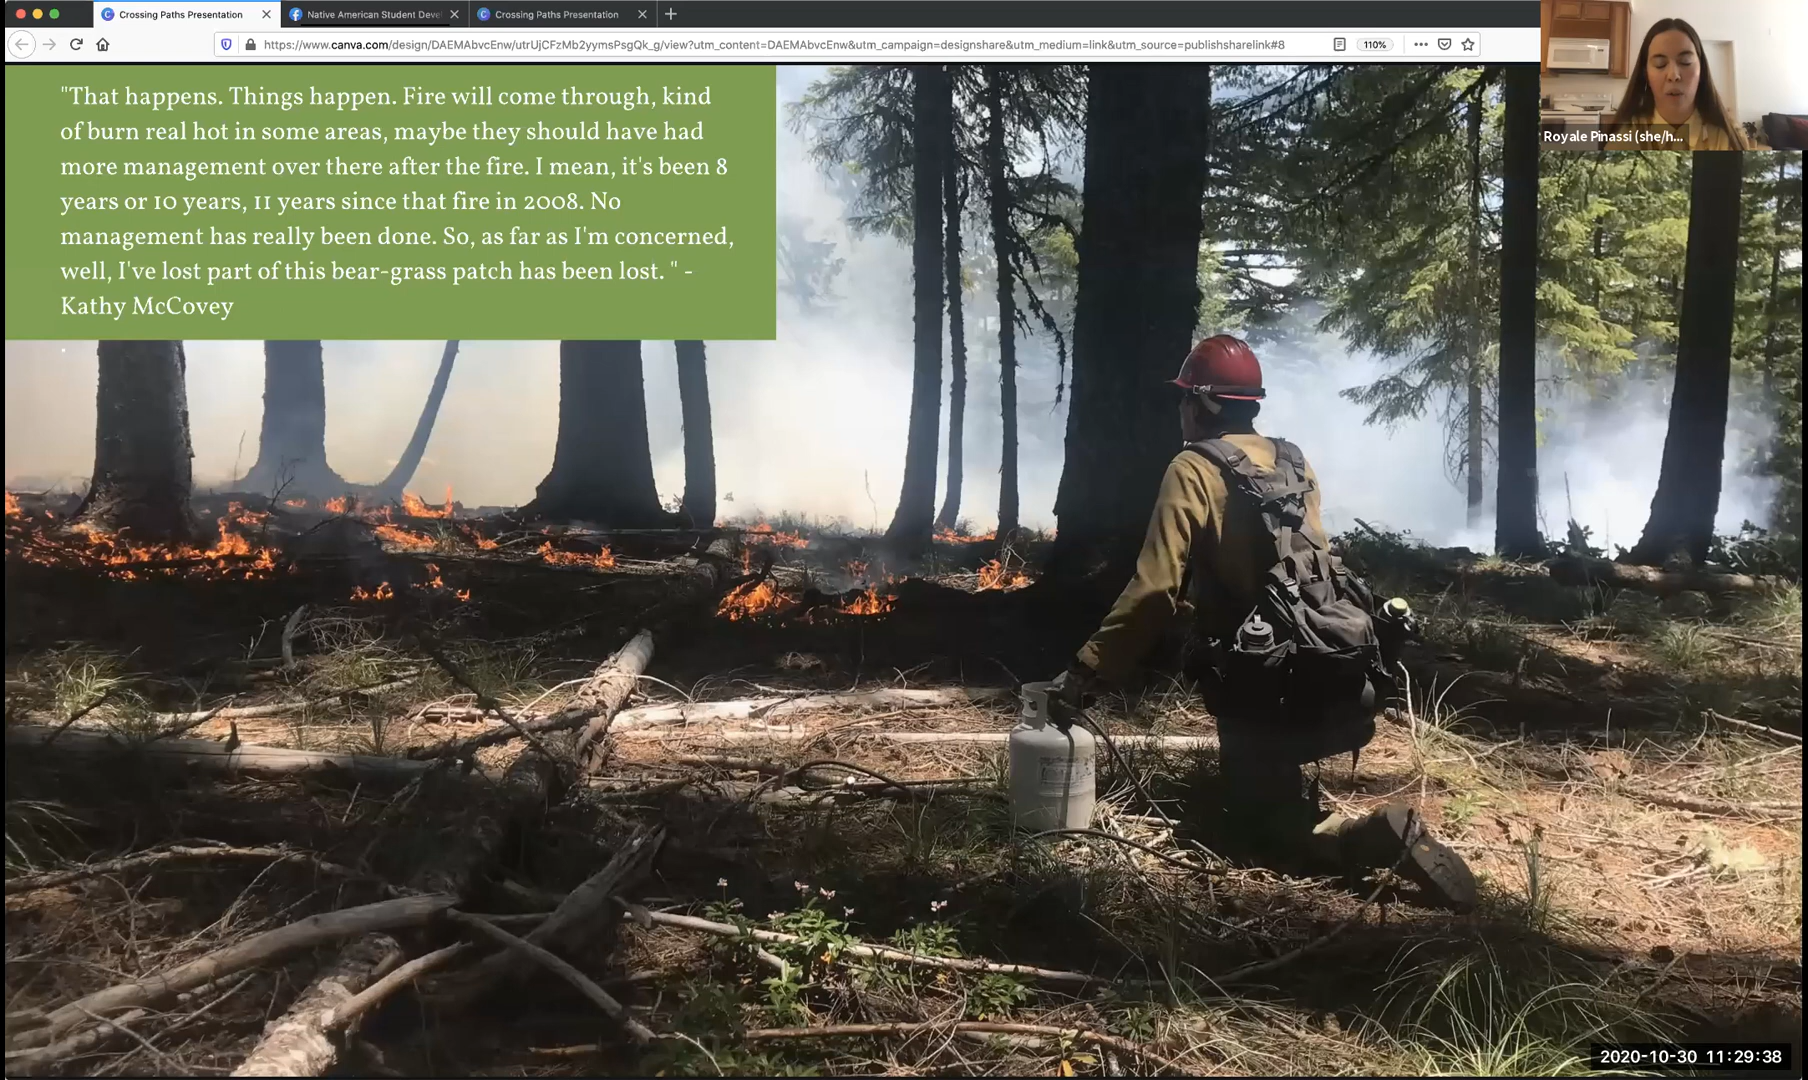 Crossing Paths Presentation
Native American Student Deve
Crossing Paths Presentation
https://www.canva.com/design/DAEMAbvcEnw/utrUjCFzMb2yymsPsgQk_g/view?utm_content=DAEMAbvcEnw&utm_campaign=designshare&utm_medium=link&utm_source=publishsharelink#8
110%
"That happens. Things happen. Fire will come through, kind
of burn real hot in some areas, maybe they should have had
more management over there after the fire. I mean, it's been 8
years or 10 years, 11 years since that fire in 2008. No
management has really been done. So, as far as I'm concerned,
well, I've lost part of this bear-grass patch has been lost. " -
Kathy McCovey
Royale Pinassi (she/h...
2020-10-30 11:29:38